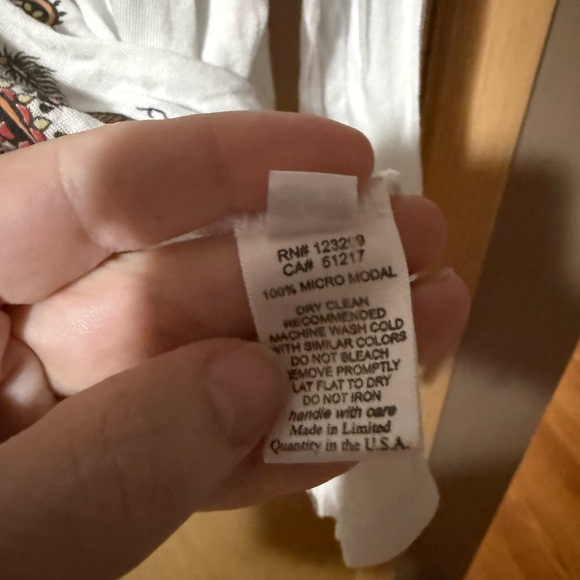 RN#
CA# 51217
100% MICRO MODAL
DRY CLEAN
RECOMMENDED
MACHINE WASH COLD
WITH SIMILAR COLORS
DO NOT BLEACH
REMOVE PROMPTLY
LAY FLAT TO DRY
DO NOT IRON
handle with care
Made in Limited
Quantity in the U.S.A.